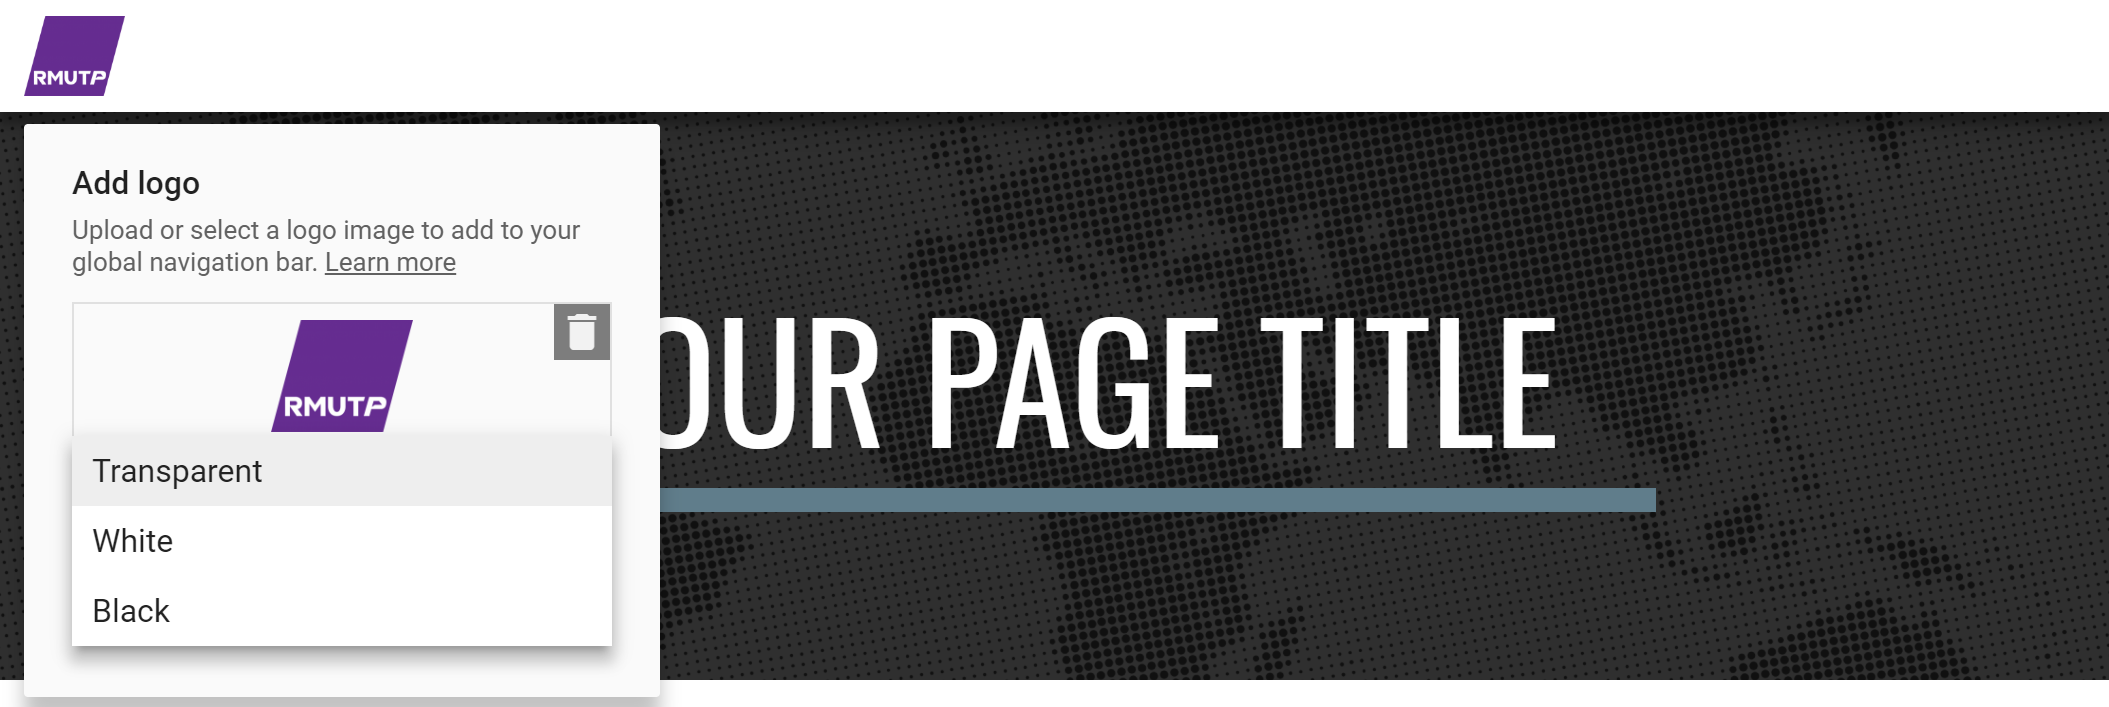 RMUTP
Add logo
Upload or select a logo image to add to your
global navigation bar. Learn more
RMUTP
Transparent
White
Black
OUR PAGE TITLE